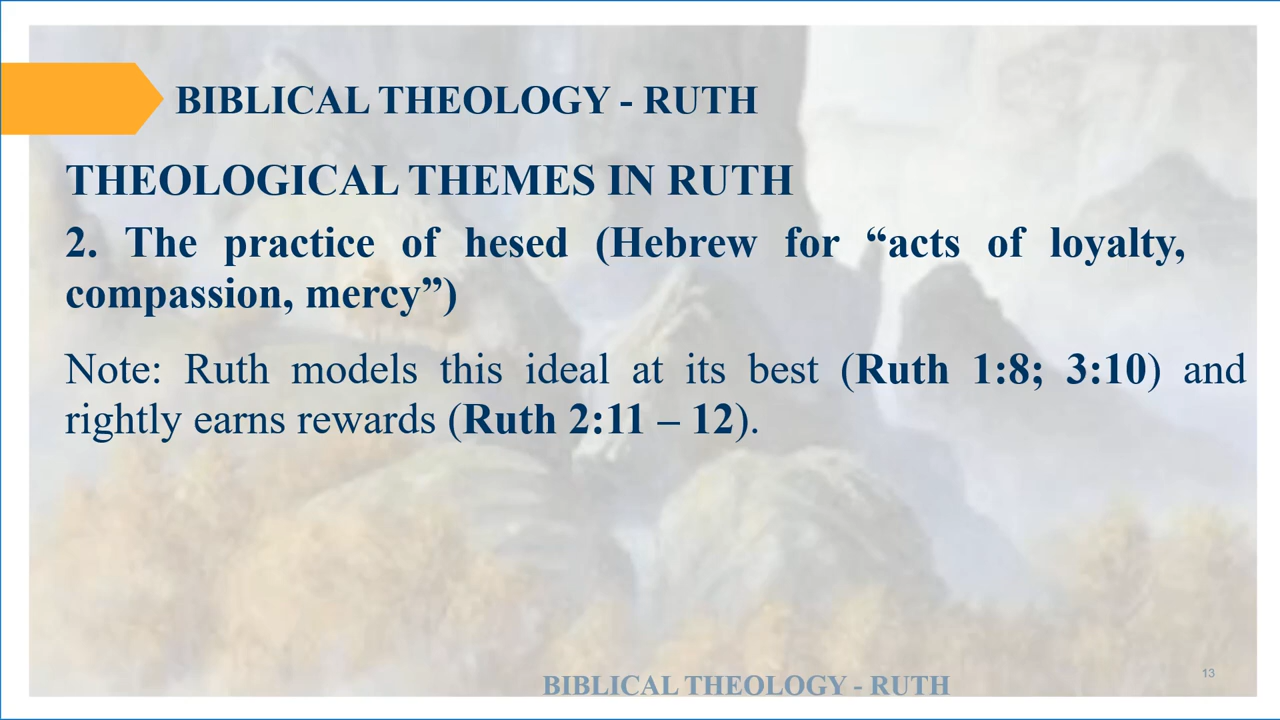 BIBLICAL THEOLOGY - RUTH
THEOLOGICAL THEMES IN RUTH
2. The practice of hesed (Hebrew for “acts of loyalty,
compassion, mercy”)
Note: Ruth models this ideal at its best (Ruth 1:8; 3:10) and
rightly earns rewards (Ruth 2:11 – 12).
BIBLICAL THEOLOGY - RUTH
13